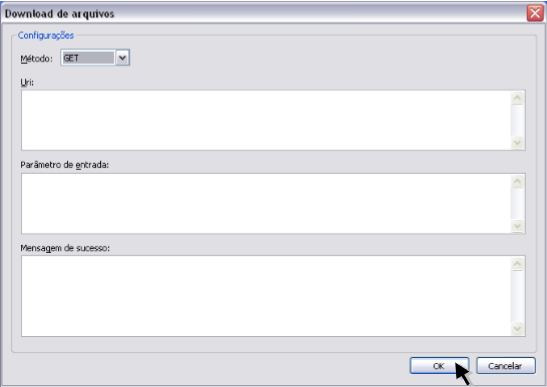 Download de arquivos
Configurações
Método: GET
Uri:
Parâmetro de entrada:
Mensagem de sucesso:
OK Cancelar